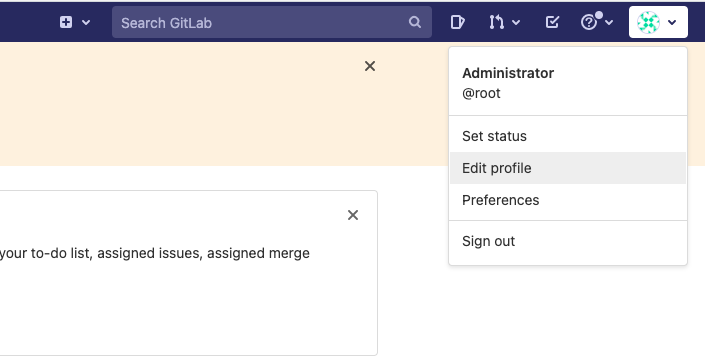 Search GitLab
Administrator
@root
Set status
Edit profile
Preferences
Sign out
your to-do list, assigned issues, assigned merge